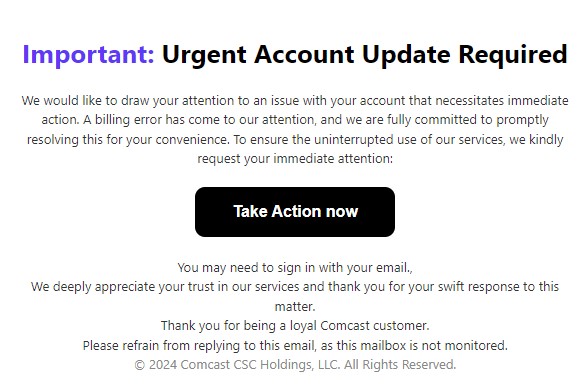 Important: Urgent Account Update Required
We would like to draw your attention to an issue with your account that necessitates immediate
action. A billing error has come to our attention, and we are fully committed to promptly
resolving this for your convenience. To ensure the uninterrupted use of our services, we kindly
request your immediate attention:
Take Action now
You may need to sign in with your email.,
We deeply appreciate your trust in our services and thank you for your swift response to this
matter.
Thank you for being a loyal Comcast customer.
Please refrain from replying to this email, as this mailbox is not monitored.
© 2024 Comcast CSC Holdings, LLC. All Rights Reserved.